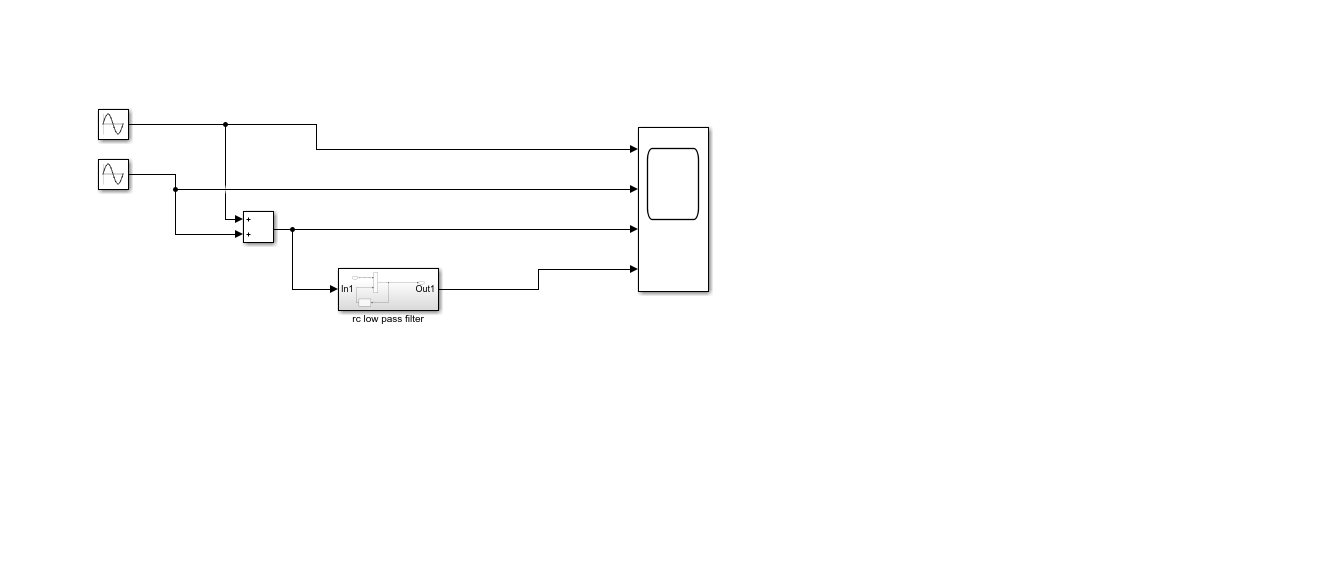 +
+
In1 Out1
rc low pass filter